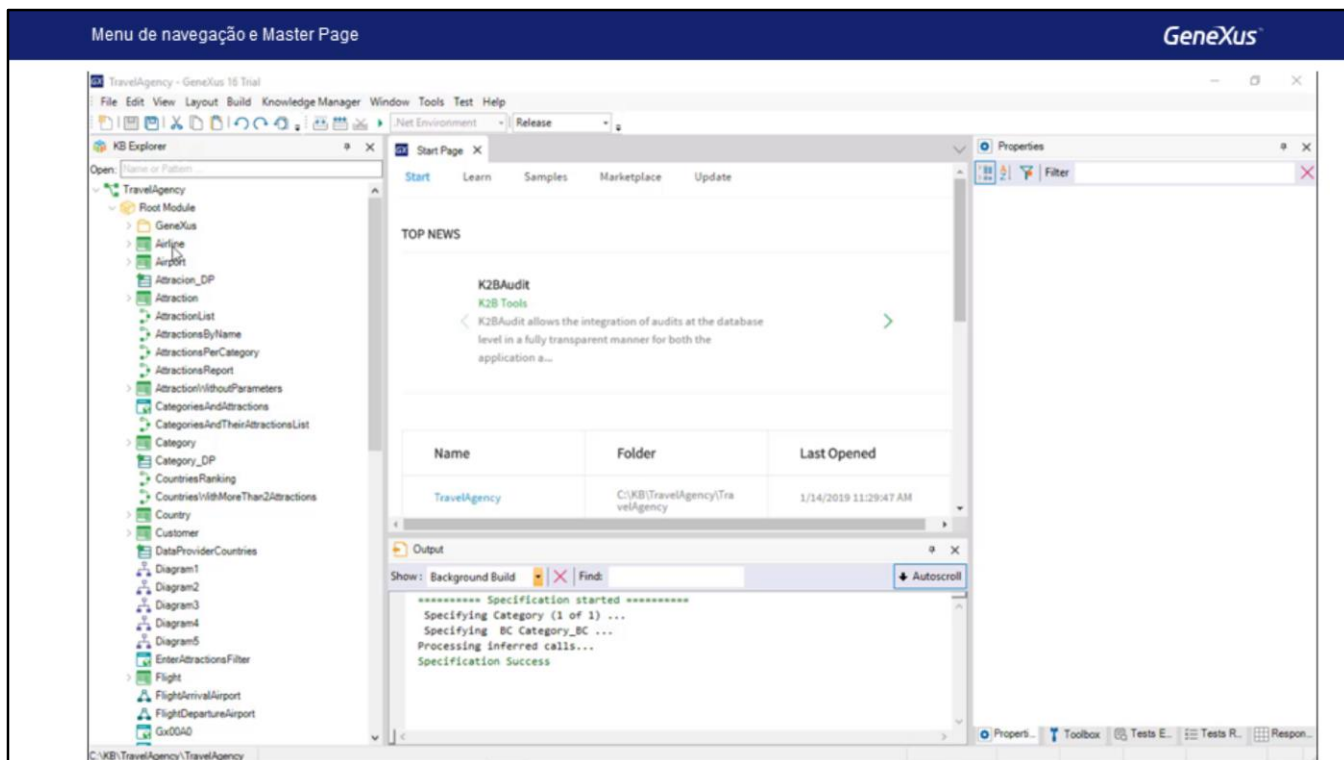 Menu de navegação e Master Page
GeneXus
TravelAgency - GeneXus 16 Trial
File Edit View Layout Build Knowledge Manager Window Tools Test Help
.Net Environment Release
KB Explorer
Open: Name or Pattern ...
TravelAgency
Root Module
GeneXus
Airline
Airport
Attracion_DP
Attraction
AttractionList
AttractionsByName
AttractionsPerCategory
AttractionsReport
AttractionWithoutParameters
CategoriesAndAttractions
CategoriesAndTheirAttractionsList
Category
Category_DP
CountriesRanking
CountriesWithMoreThan2Attractions
Country
Customer
DataProviderCountries
Diagram1
Diagram2
Diagram3
Diagram4
Diagram5
EnterAttractionsFilter
Flight
FlightArrivalAirport
FlightDepartureAirport
Gx00A0
C:\KB\TravelAgency\TravelAgency
Start Page
Start Learn Samples Marketplace Update
TOP NEWS
K2BAudit
K2B Tools
K2BAudit allows the integration of audits at the database
level in a fully transparent manner for both the
application a...
Name Folder Last Opened
TravelAgency C:\KB\TravelAgency\Tra 1/14/2019 11:29:47 AM
velAgency
Output
Show: Background Build Find: Autoscroll
========== Specification started ==========
Specifying Category (1 of 1) ...
Specifying BC Category_BC ...
Processing inferred calls...
Specification Success
Properties
Filter
Properti... Toolbox Tests E... Tests R... Respon...